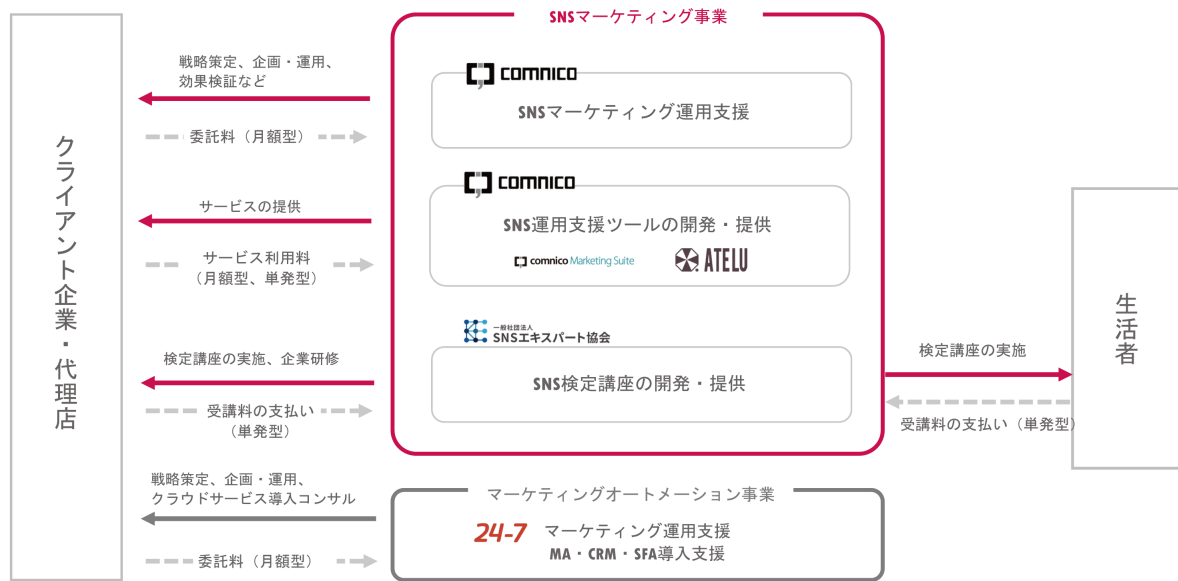 クライアント企業・代理店
戦略策定、企画・運用、
効果検証など
委託料（月額型）
サービスの提供
サービス利用料
（月額型、単発型）
検定講座の実施、企業研修
受講料の支払い
（単発型）
戦略策定、企画・運用、
クラウドサービス導入コンサル
委託料（月額型）
SNSマーケティング事業
comnico
SNSマーケティング運用支援
comnico
SNS運用支援ツールの開発・提供
comnico Marketing Suite
ATELU
一般社団法人
SNSエキスパート協会
SNS検定講座の開発・提供
マーケティングオートメーション事業
24-7
マーケティング運用支援
MA・CRM・SFA導入支援
検定講座の実施
受講料の支払い（単発型）
生活者